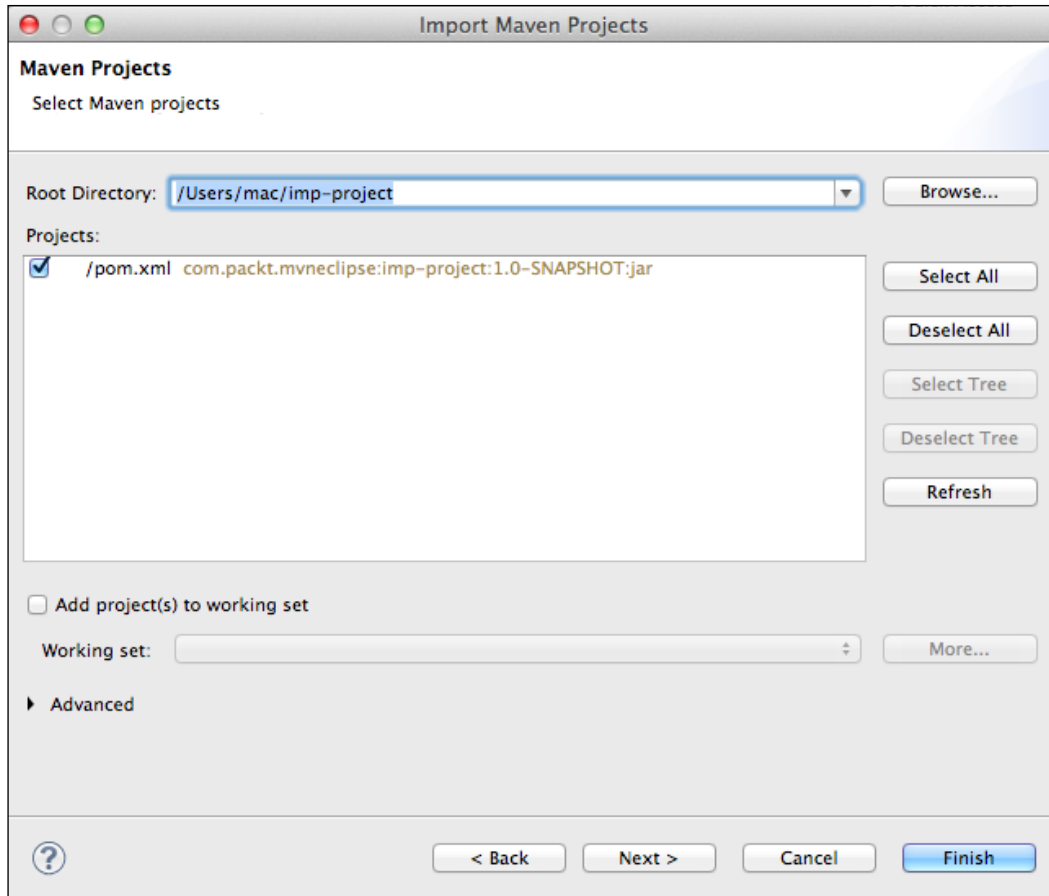 Import Maven Projects
Maven Projects
Select Maven projects
Root Directory: /Users/mac/imp-project Browse...
Projects:
/pom.xml com.packt.mvneclipse:imp-project:1.0-SNAPSHOT:jar
Select All
Deselect All
Select Tree
Deselect Tree
Refresh
Add project(s) to working set
Working set: More...
Advanced
? < Back Next > Cancel Finish